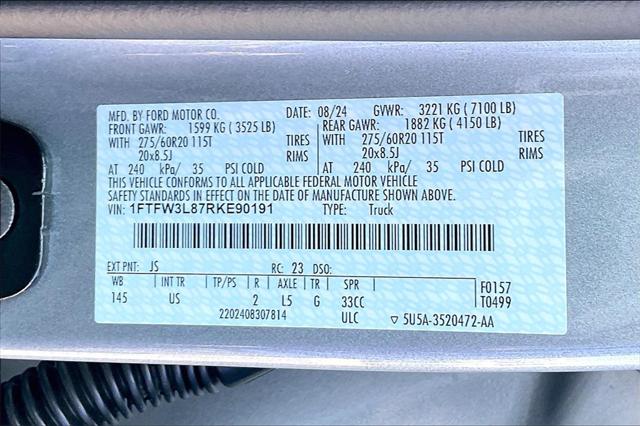 MFD. BY FORD MOTOR CO. DATE: 08/24 GVWR: 3221 KG ( 7100 LB)
FRONT GAWR: 1599 KG ( 3525 LB) REAR GAWR: 1882 KG ( 4150 LB)
WITH 275/60R20 115T TIRES WITH 275/60R20 115T TIRES
20x8.5J RIMS 20x8.5J RIMS
AT 240 kPa/ 35 PSI COLD AT 240 kPa/ 35 PSI COLD
THIS VEHICLE CONFORMS TO ALL APPLICABLE FEDERAL MOTOR VEHICLE
SAFETY STANDARDS IN EFFECT ON THE DATE OF MANUFACTURE SHOWN ABOVE.
VIN: 1FTFW3L87RKE90191 TYPE: Truck
EXT PNT: JS RC: 23 DSO:
WB INT TR TP/PS R AXLE TR SPR F0157
145 US 2 L5 G 33CC T0499
2202408307814 ULC ▽ 5U5A-3520472-AA